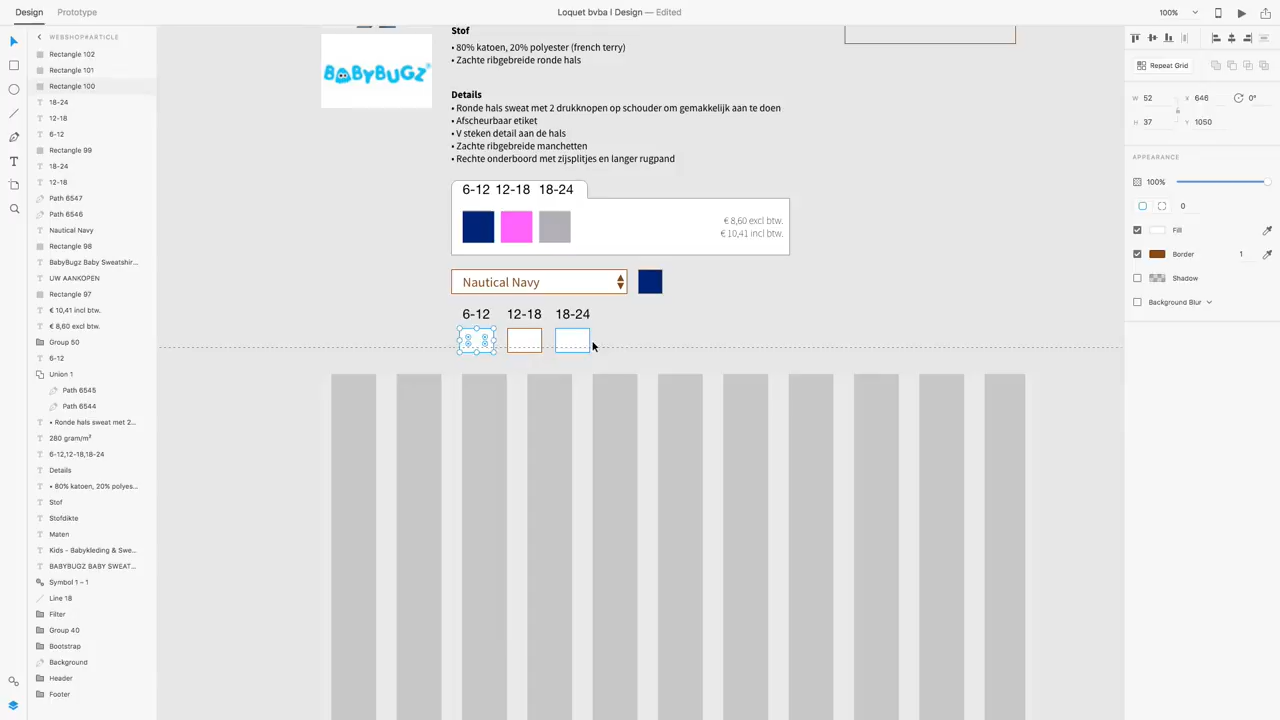 Design
Prototype
Loquet bvba I Design — Edited
100%
WEBSHOP#ARTICLE
Rectangle 102
Rectangle 101
Rectangle 100
18-24
12-18
6-12
Rectangle 99
18-24
12-18
Path 6547
Path 6546
Nautical Navy
Rectangle 98
BabyBugz Baby Sweatshir...
UW AANKOPEN
Rectangle 97
€ 10,41 incl btw.
€ 8,60 excl btw.
Group 50
6-12
Union 1
Path 6545
Path 6544
• Ronde hals sweat met 2...
280 gram/m²
6-12,12-18,18-24
Details
• 80% katoen, 20% polyes...
Stof
Stofdikte
Maten
Kids - Babykleding & Swe...
BABYBUGZ BABY SWEAT...
Symbol 1 – 1
Line 18
Filter
Group 40
Bootstrap
Background
Header
Footer
BABYBUGZ
Stof
• 80% katoen, 20% polyester (french terry)
• Zachte ribgebreide ronde hals
Details
• Ronde hals sweat met 2 drukknopen op schouder om gemakkelijk aan te doen
• Afscheurbaar etiket
• V steken detail aan de hals
• Zachte ribgebreide manchetten
• Rechte onderboord met zijsplitjes en langer rugpand
6-12 12-18 18-24
€ 8,60 excl btw.
€ 10,41 incl btw.
Nautical Navy
6-12 12-18 18-24
Repeat Grid
W 52 X 646 0°
H 37 Y 1050
APPEARANCE
100%
0
Fill
Border 1
Shadow
Background Blur